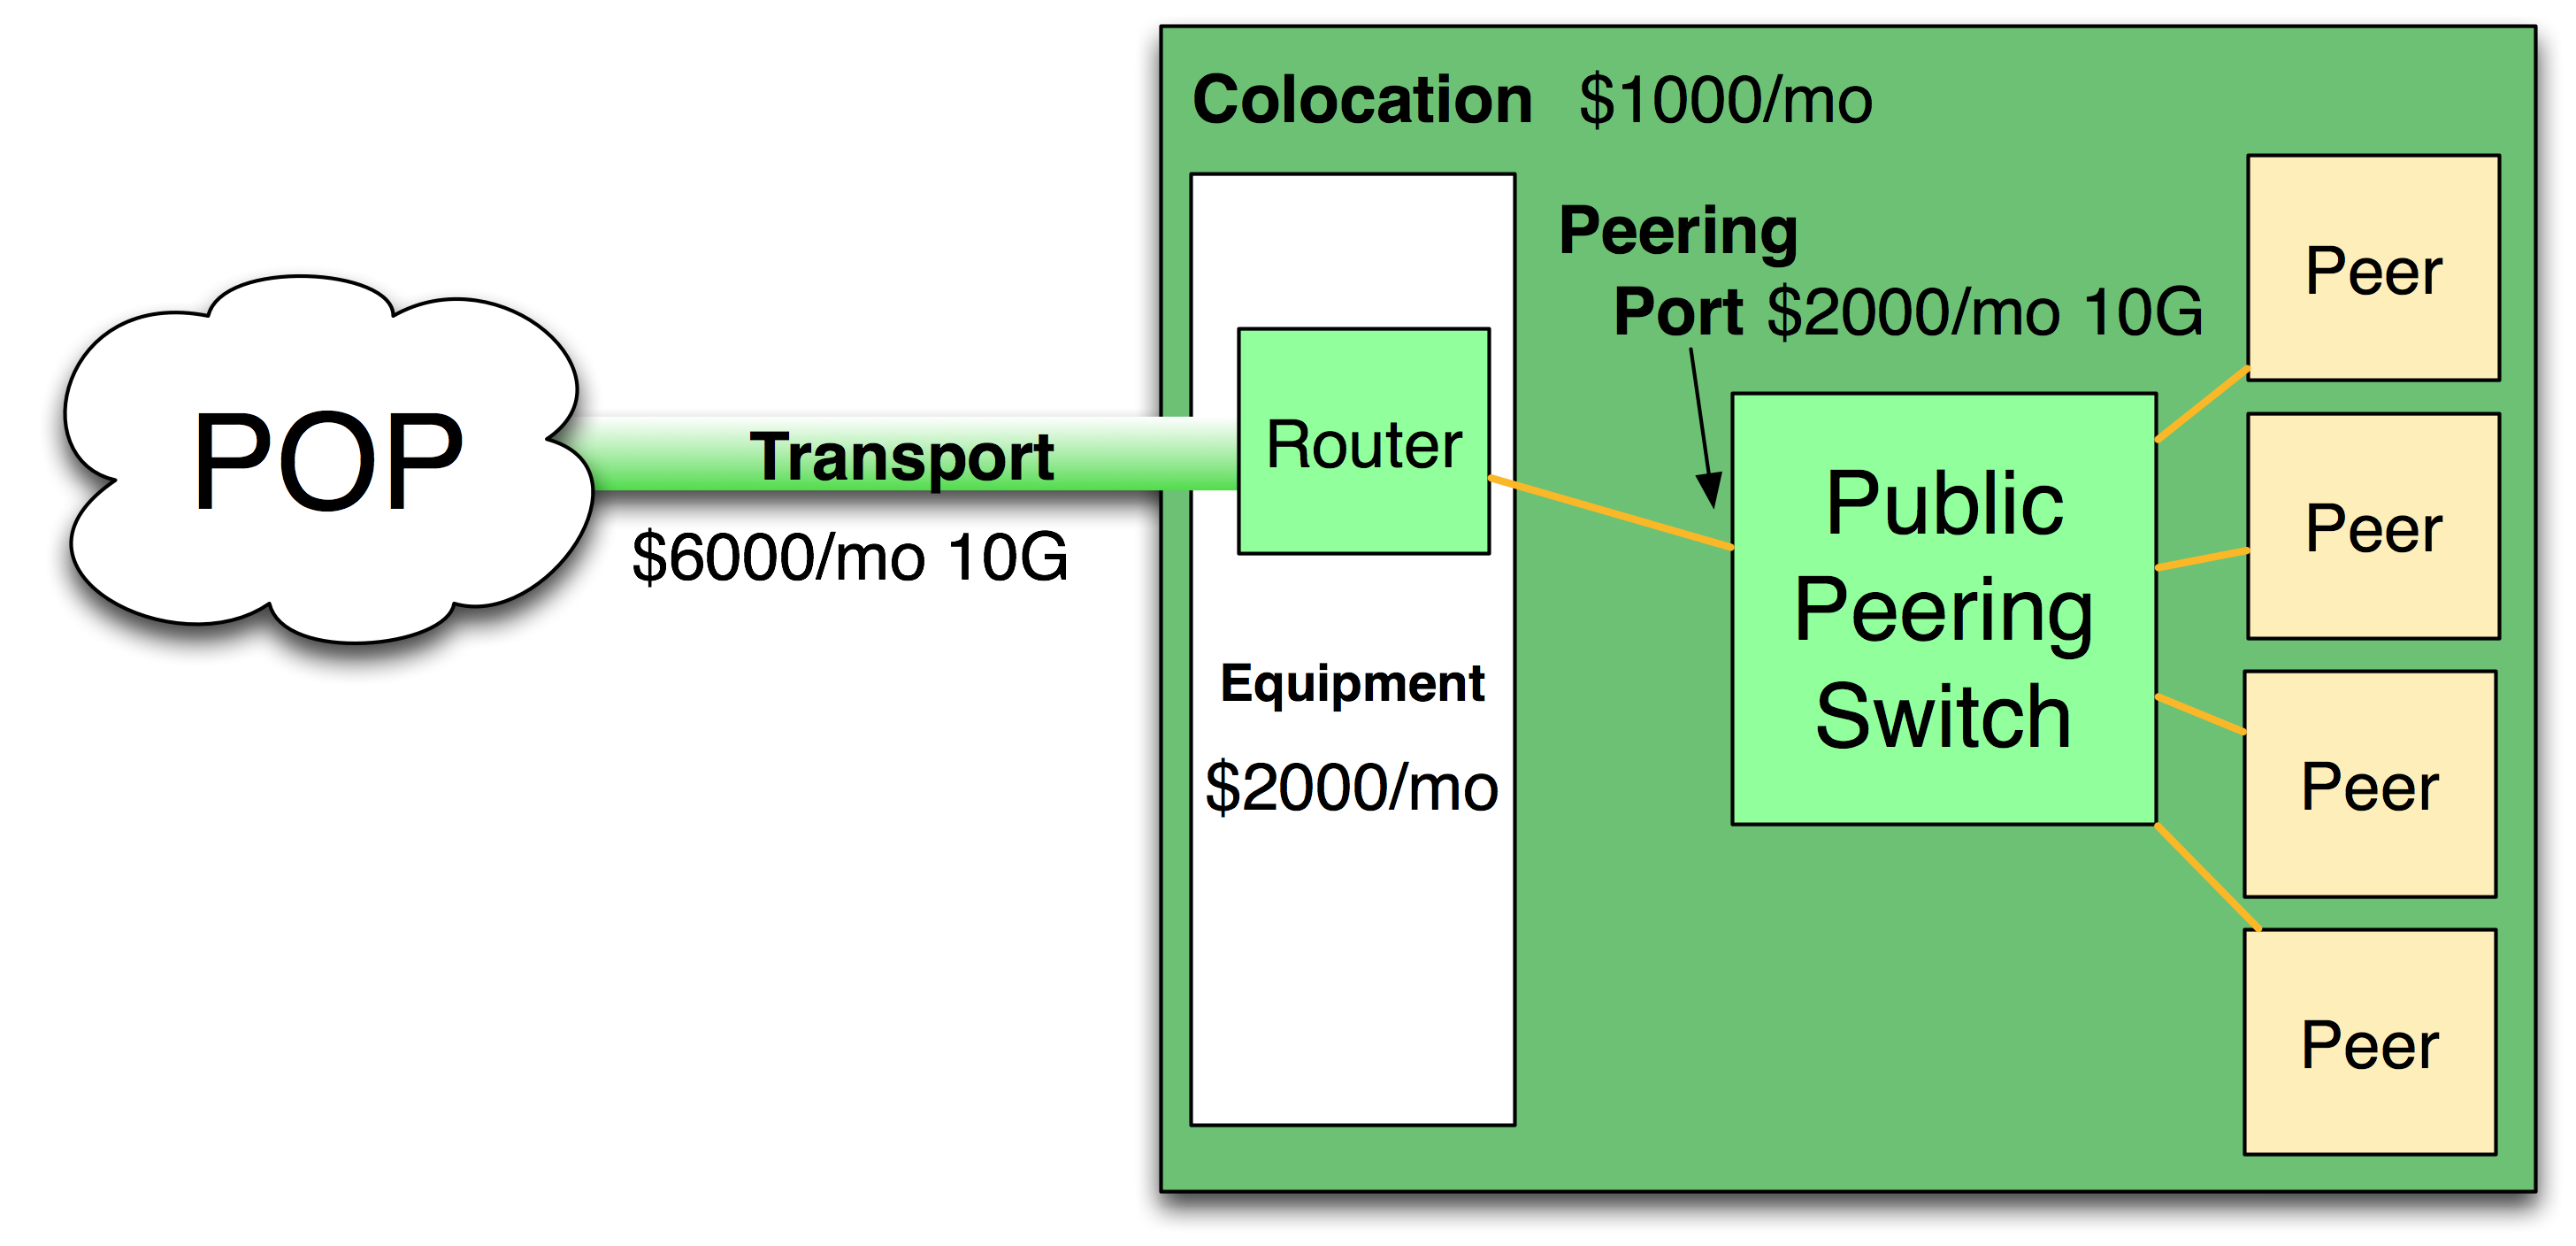 Colocation $1000/mo
Peering
Port $2000/mo 10G
POP
Transport
$6000/mo 10G
Router
Equipment
$2000/mo
Public
Peering
Switch
Peer
Peer
Peer
Peer